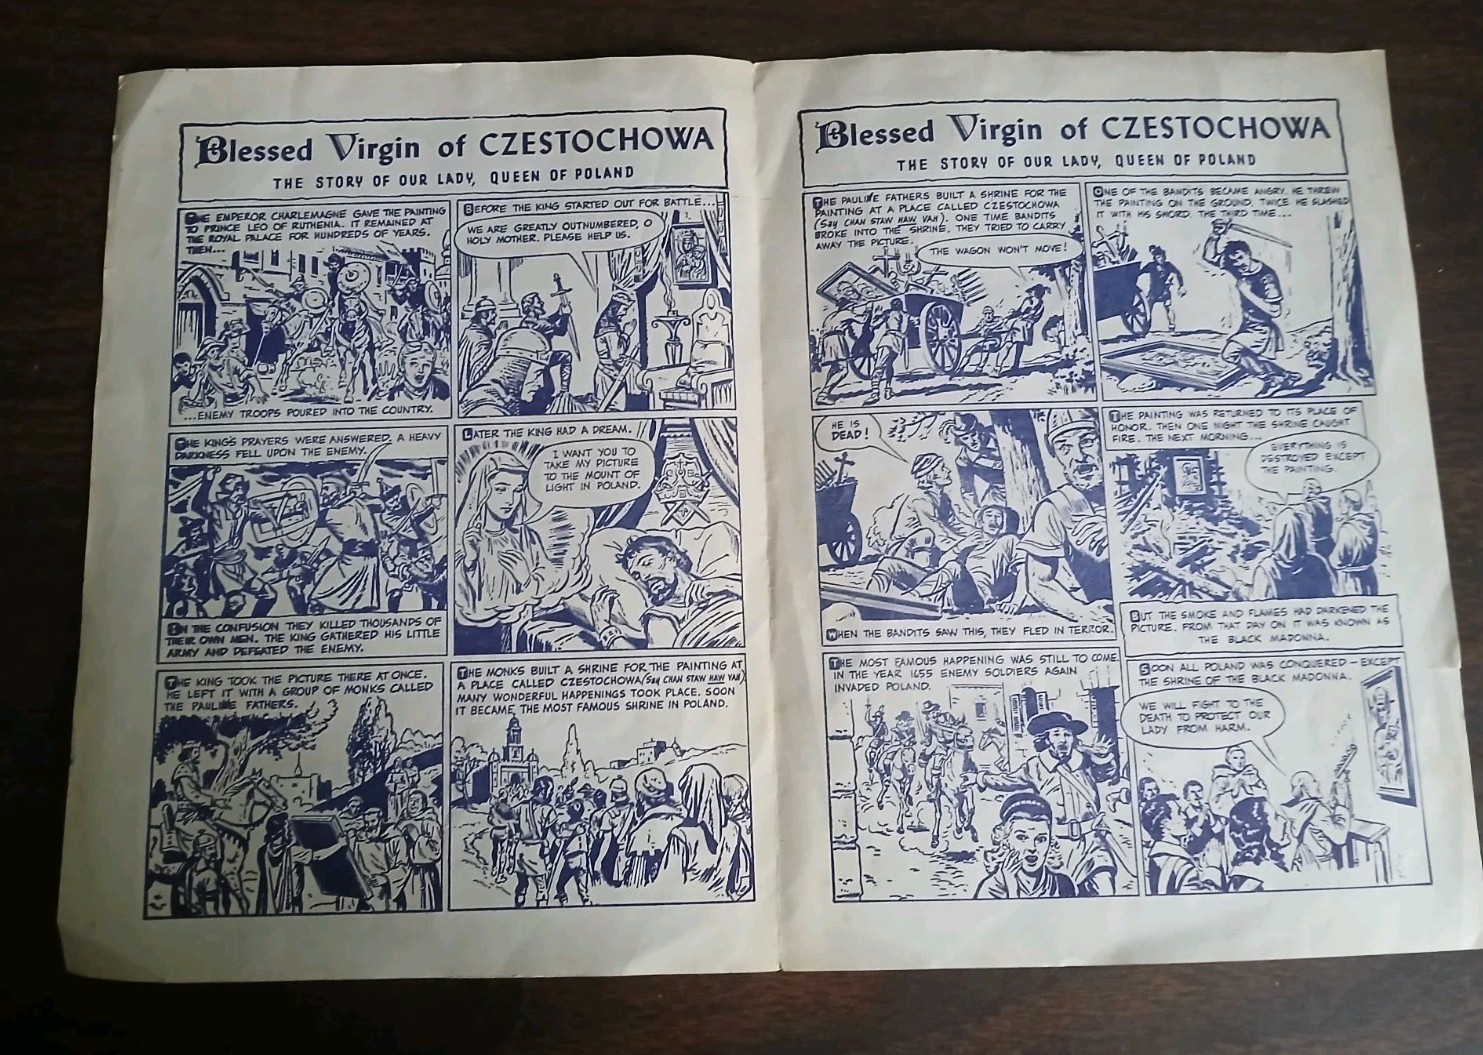 Blessed Virgin of CZESTOCHOWA
THE STORY OF OUR LADY, QUEEN OF POLAND
THE EMPEROR CHARLEMAGNE GAVE THE PAINTING
TO PRINCE LEO OF RUTHENIA. IT REMAINED AT
THE ROYAL PALACE FOR HUNDREDS OF YEARS.
THEN...
...ENEMY TROOPS POURED INTO THE COUNTRY.
BEFORE THE KING STARTED OUT FOR BATTLE...
WE ARE GREATLY OUTNUMBERED, O
HOLY MOTHER. PLEASE HELP US.
THE KING'S PRAYERS WERE ANSWERED. A HEAVY
DARKNESS FELL UPON THE ENEMY.
IN THE CONFUSION THEY KILLED THOUSANDS OF
THEIR OWN MEN. THE KING GATHERED HIS LITTLE
ARMY AND DEFEATED THE ENEMY.
LATER THE KING HAD A DREAM.
I WANT YOU TO
TAKE MY PICTURE
TO THE MOUNT OF
LIGHT IN POLAND.
THE KING TOOK THE PICTURE THERE AT ONCE.
HE LEFT IT WITH A GROUP OF MONKS CALLED
THE PAULINE FATHERS.
THE MONKS BUILT A SHRINE FOR THE PAINTING AT
A PLACE CALLED CZESTOCHOWA (Say CHAN STAW HAW VAH)
MANY WONDERFUL HAPPENINGS TOOK PLACE. SOON
IT BECAME THE MOST FAMOUS SHRINE IN POLAND.
Blessed Virgin of CZESTOCHOWA
THE STORY OF OUR LADY, QUEEN OF POLAND
THE PAULINE FATHERS BUILT A SHRINE FOR THE
PAINTING AT A PLACE CALLED CZESTOCHOWA
(Say CHAN STAW HAW VAH). ONE TIME BANDITS
BROKE INTO THE SHRINE, THEY TRIED TO CARRY
AWAY THE PICTURE.
THE WAGON WON'T MOVE!
ONE OF THE BANDITS BECAME ANGRY. HE THREW
THE PAINTING ON THE GROUND. TWICE HE SLASHED
IT WITH HIS SWORD. THE THIRD TIME...
HE IS
DEAD!
WHEN THE BANDITS SAW THIS, THEY FLED IN TERROR.
THE PAINTING WAS RETURNED TO ITS PLACE OF
HONOR. THEN ONE NIGHT THE SHRINE CAUGHT
FIRE. THE NEXT MORNING...
EVERYTHING IS
DESTROYED EXCEPT
THE PAINTING.
BUT THE SMOKE AND FLAMES HAD DARKENED THE
PICTURE. FROM THAT DAY ON IT WAS KNOWN AS
THE BLACK MADONNA.
THE MOST FAMOUS HAPPENING WAS STILL TO COME.
IN THE YEAR 1655 ENEMY SOLDIERS AGAIN
INVADED POLAND.
SOON ALL POLAND WAS CONQUERED - EXCEPT
THE SHRINE OF THE BLACK MADONNA.
WE WILL FIGHT TO THE
DEATH TO PROTECT OUR
LADY FROM HARM.